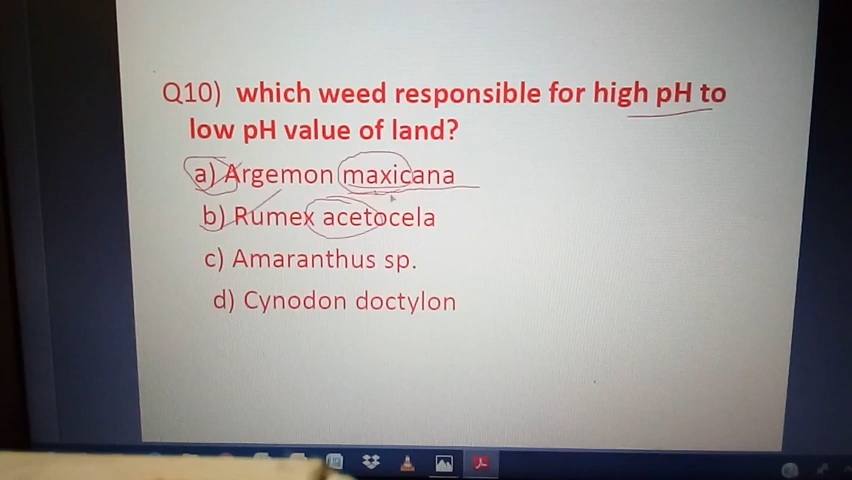 Q10) which weed responsible for high pH to
low pH value of land?
a) Argemon maxicana
b) Rumex acetocela
c) Amaranthus sp.
d) Cynodon doctylon